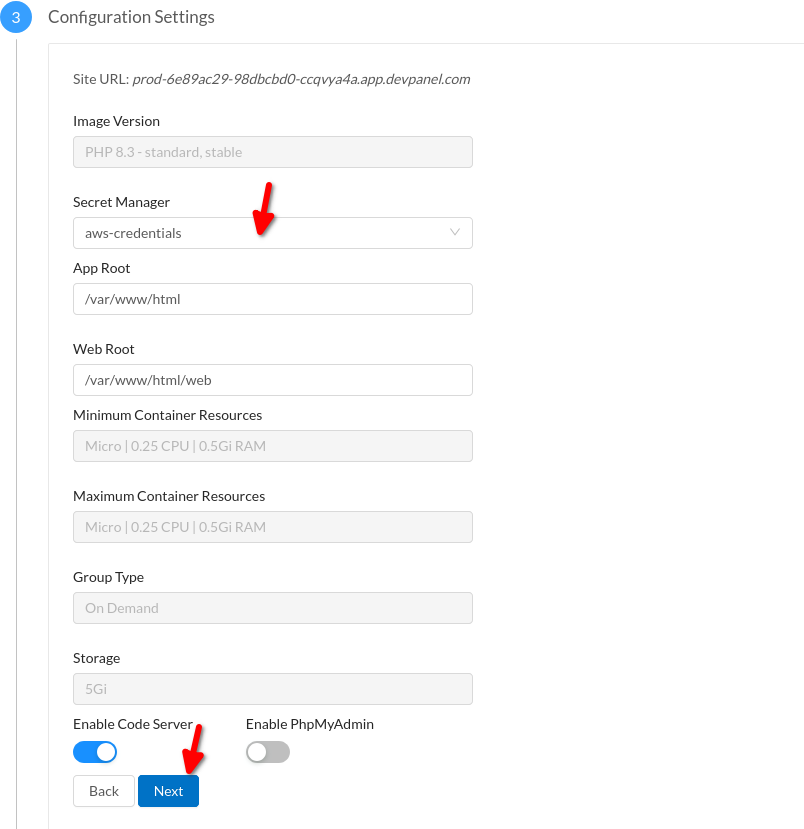 3 Configuration Settings
Site URL: prod-6e89ac29-98dbcbd0-ccqvya4a.app.devpanel.com
Image Version
PHP 8.3 - standard, stable
Secret Manager
aws-credentials
App Root
/var/www/html
Web Root
/var/www/html/web
Minimum Container Resources
Micro | 0.25 CPU | 0.5Gi RAM
Maximum Container Resources
Micro | 0.25 CPU | 0.5Gi RAM
Group Type
On Demand
Storage
5Gi
Enable Code Server Enable PhpMyAdmin
Back Next